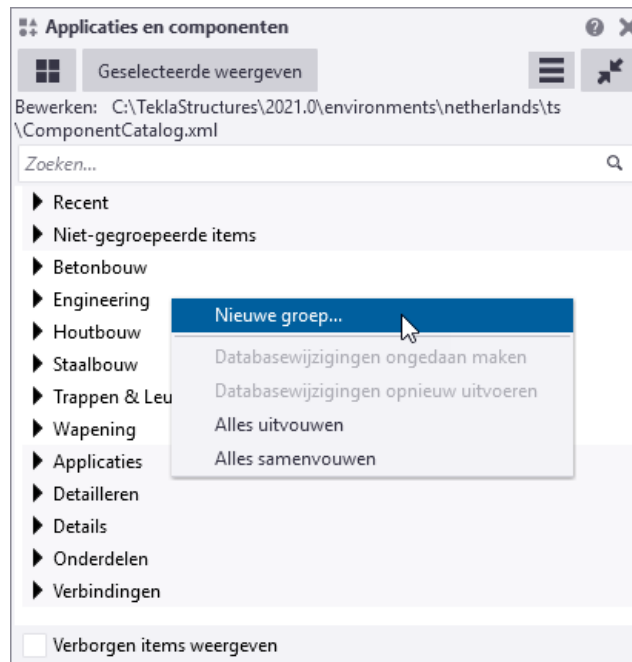 Applicaties en componenten
Geselecteerde weergeven
Bewerken: C:\TeklaStructures\2021.0\environments\netherlands\ts
\ComponentCatalog.xml
Zoeken...
Recent
Niet-gegroepeerde items
Betonbouw
Engineering
Nieuwe groep...
Houtbouw
Databasewijzigingen ongedaan maken
Staalbouw
Databasewijzigingen opnieuw uitvoeren
Trappen & Leu
Alles uitvouwen
Wapening
Alles samenvouwen
Applicaties
Detailleren
Details
Onderdelen
Verbindingen
Verborgen items weergeven